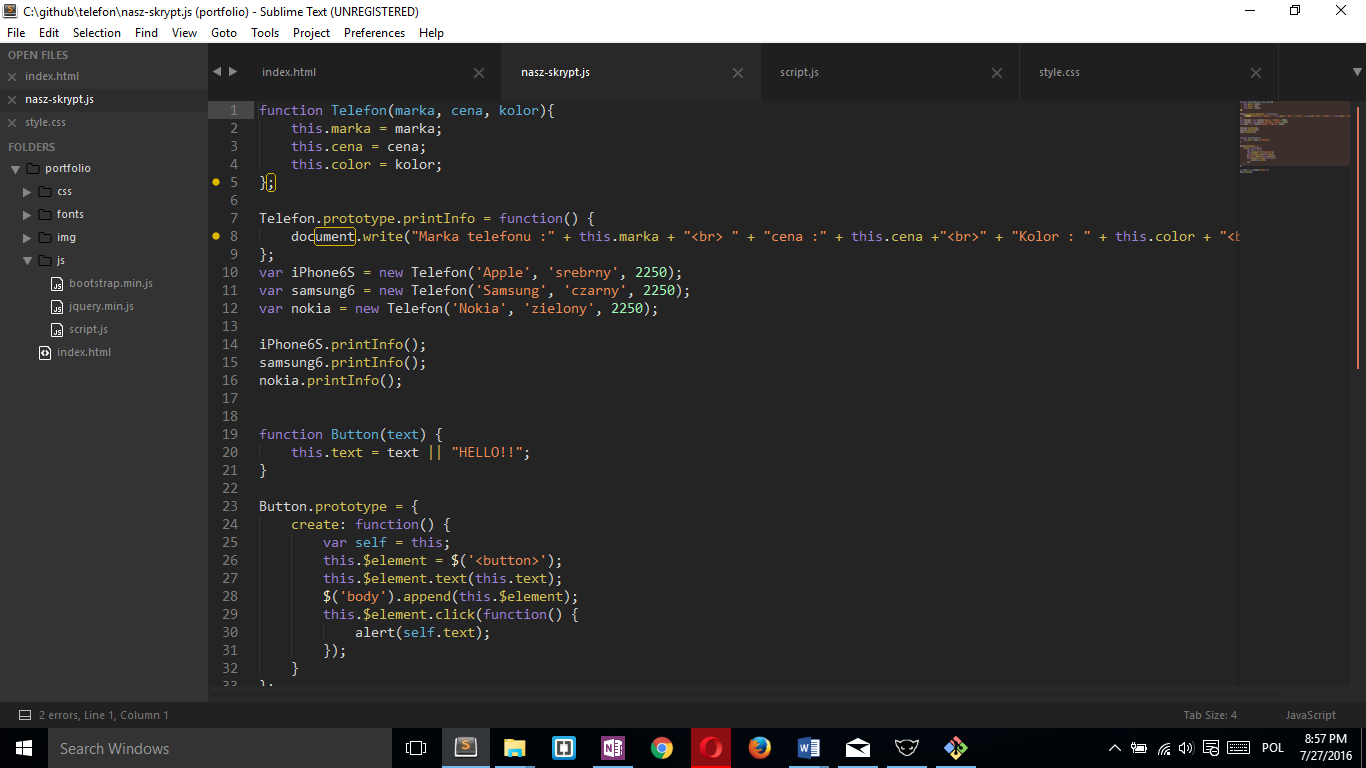 C:\github\telefon\nasz-skrypt.js (portfolio) - Sublime Text (UNREGISTERED)
File Edit Selection Find View Goto Tools Project Preferences Help
OPEN FILES
index.html
nasz-skrypt.js
style.css
FOLDERS
portfolio
css
fonts
img
js
bootstrap.min.js
jquery.min.js
script.js
index.html
index.html nasz-skrypt.js script.js style.css
1 function Telefon(marka, cena, kolor){
2 this.marka = marka;
3 this.cena = cena;
4 this.color = kolor;
5 };
6
7 Telefon.prototype.printInfo = function() {
8 document.write("Marka telefonu :" + this.marka + "<br> " + "cena :" + this.cena +"<br>" + "Kolor : " + this.color + "<b
9 };
10 var iPhone6S = new Telefon('Apple', 'srebrny', 2250);
11 var samsung6 = new Telefon('Samsung', 'czarny', 2250);
12 var nokia = new Telefon('Nokia', 'zielony', 2250);
13
14 iPhone6S.printInfo();
15 samsung6.printInfo();
16 nokia.printInfo();
17
18
19 function Button(text) {
20 this.text = text || "HELLO!!";
21 }
22
23 Button.prototype = {
24 create: function() {
25 var self = this;
26 this.$element = $('<button>');
27 this.$element.text(this.text);
28 $('body').append(this.$element);
29 this.$element.click(function() {
30 alert(self.text);
31 });
32 }
33 };
2 errors, Line 1, Column 1 Tab Size: 4 JavaScript
Search Windows
POL
8:57 PM
7/27/2016